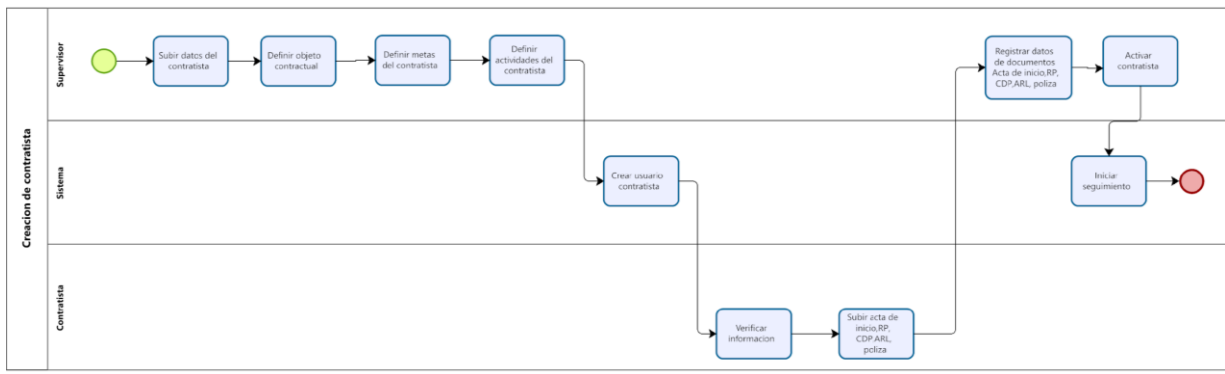 Creacion de contratista
Supervisor
Subir datos del
contratista
Definir objeto
contractual
Definir metas
del contratista
Definir
actividades del
contratista
Registrar datos
de documentos
Acta de inicio,RP,
CDP,ARL, poliza
Activar
contratista
Sistema
Crear usuario
contratista
Iniciar
seguimiento
Contratista
Verificar
informacion
Subir acta de
inicio,RP,
CDP,ARL,
poliza